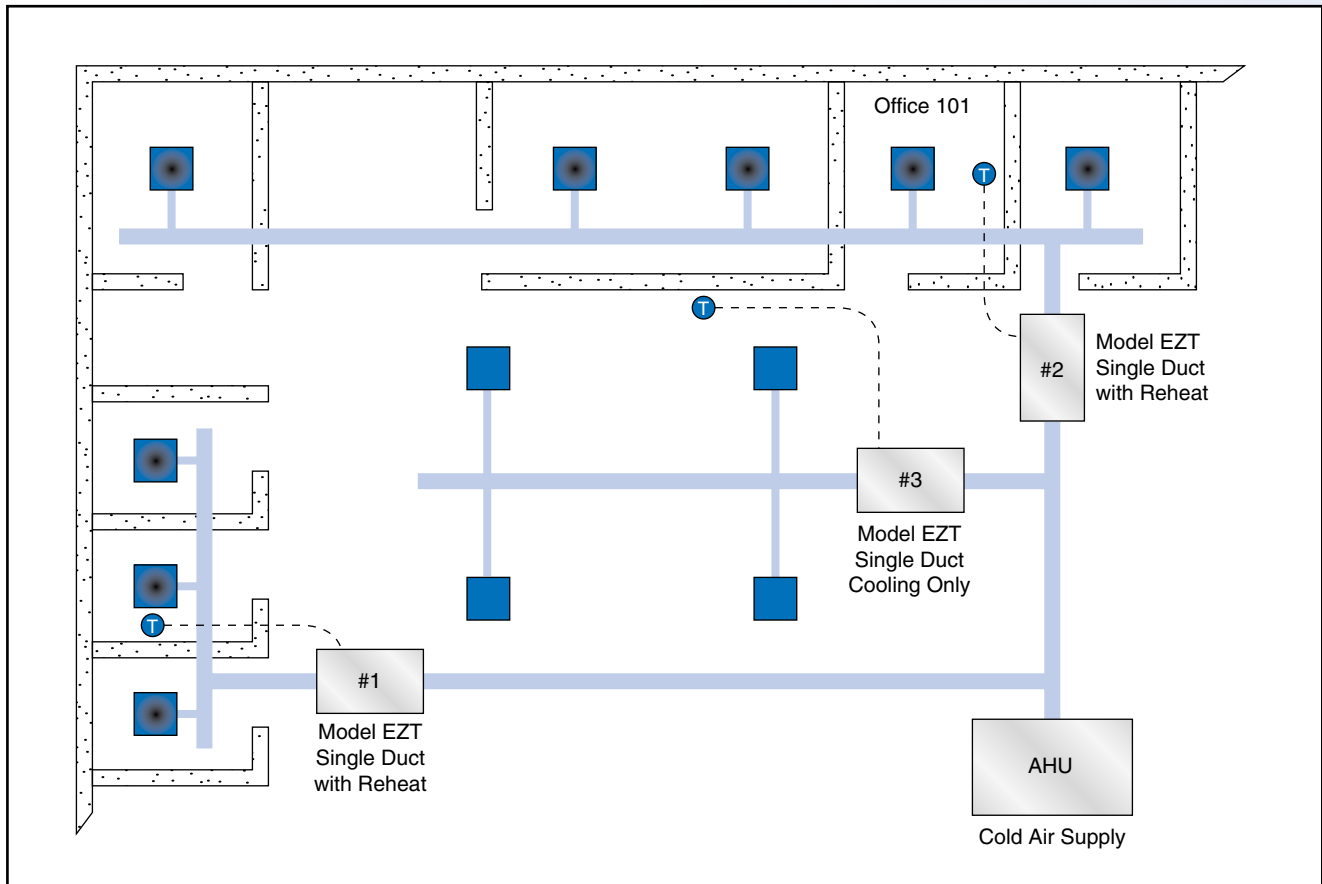 Office 101
T
T
Model EZT
Single Duct
with Reheat
#2
#3
Model EZT
Single Duct
Cooling Only
T
#1
Model EZT
Single Duct
with Reheat
AHU
Cold Air Supply